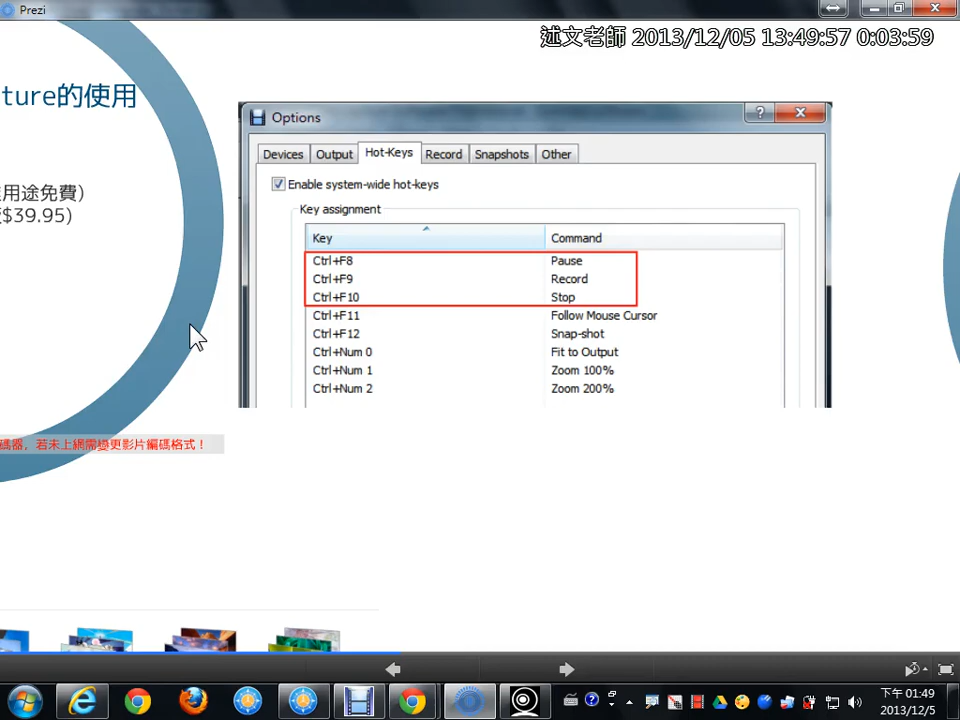 Prezi
述文老師 2013/12/05 13:49:57 0:03:59
ture的使用
用途免費)
$39.95)
Options
Devices Output Hot-Keys Record Snapshots Other
Enable system-wide hot-keys
Key assignment
Key Command
Ctrl+F8 Pause
Ctrl+F9 Record
Ctrl+F10 Stop
Ctrl+F11 Follow Mouse Cursor
Ctrl+F12 Snap-shot
Ctrl+Num 0 Fit to Output
Ctrl+Num 1 Zoom 100%
Ctrl+Num 2 Zoom 200%
碼器，若未上網需變更影片編碼格式！
下午 01:49
2013/12/5